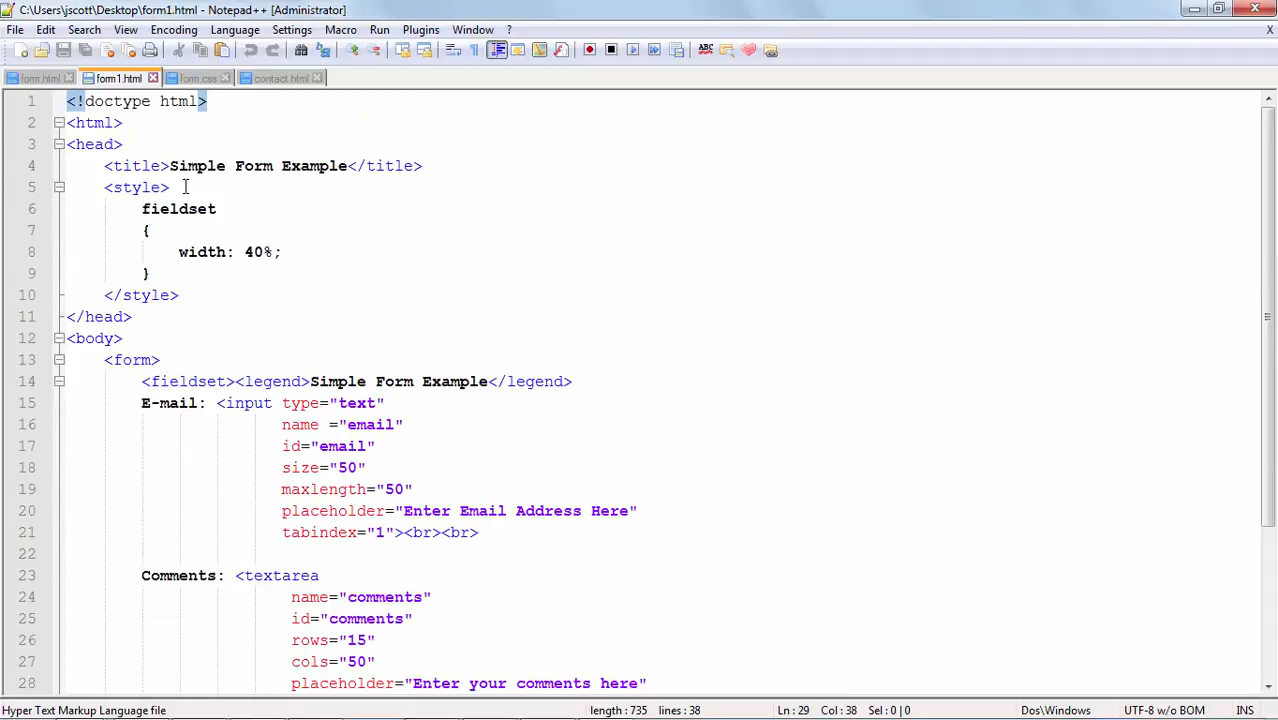 C:\Users\jscott\Desktop\form1.html - Notepad++ [Administrator]
File Edit Search View Encoding Language Settings Macro Run Plugins Window ? X
form.html form1.html form.css contact.html
1 <!doctype html>
2 <html>
3 <head>
4 <title>Simple Form Example</title>
5 <style>
6 fieldset
7 {
8 width: 40%;
9 }
10 </style>
11 </head>
12 <body>
13 <form>
14 <fieldset><legend>Simple Form Example</legend>
15 E-mail: <input type="text"
16 name ="email"
17 id="email"
18 size="50"
19 maxlength="50"
20 placeholder="Enter Email Address Here"
21 tabindex="1"><br><br>
22
23 Comments: <textarea
24 name="comments"
25 id="comments"
26 rows="15"
27 cols="50"
28 placeholder="Enter your comments here"
Hyper Text Markup Language file length : 735 lines : 38 Ln : 29 Col : 38 Sel : 0 | 0 Dos\Windows UTF-8 w/o BOM INS